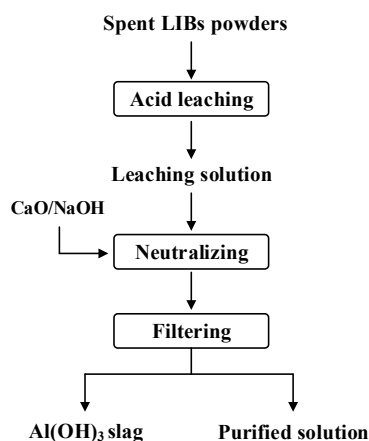 Spent LIBs powders
Acid leaching
Leaching solution
CaO/NaOH
Neutralizing
Filtering
Al(OH)₃ slag
Purified solution